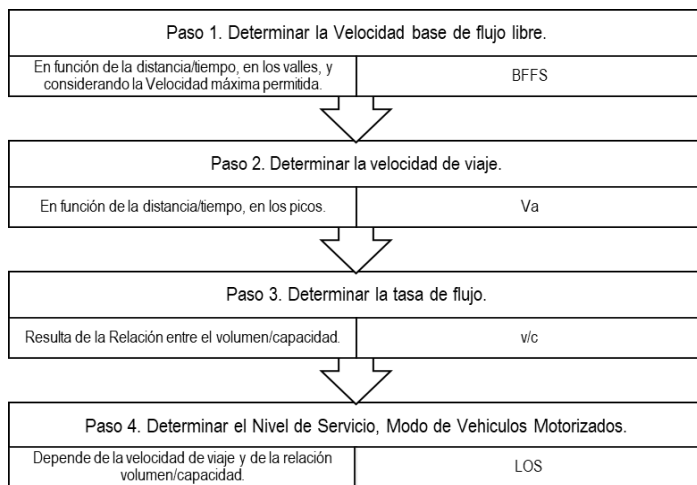 Paso 1. Determinar la Velocidad base de flujo libre.
En función de la distancia/tiempo, en los valles, y
considerando la Velocidad máxima permitida.
BFFS
Paso 2. Determinar la velocidad de viaje.
En función de la distancia/tiempo, en los picos.
Va
Paso 3. Determinar la tasa de flujo.
Resulta de la Relación entre el volumen/capacidad.
v/c
Paso 4. Determinar el Nivel de Servicio, Modo de Vehiculos Motorizados.
Depende de la velocidad de viaje y de la relación
volumen/capacidad.
LOS